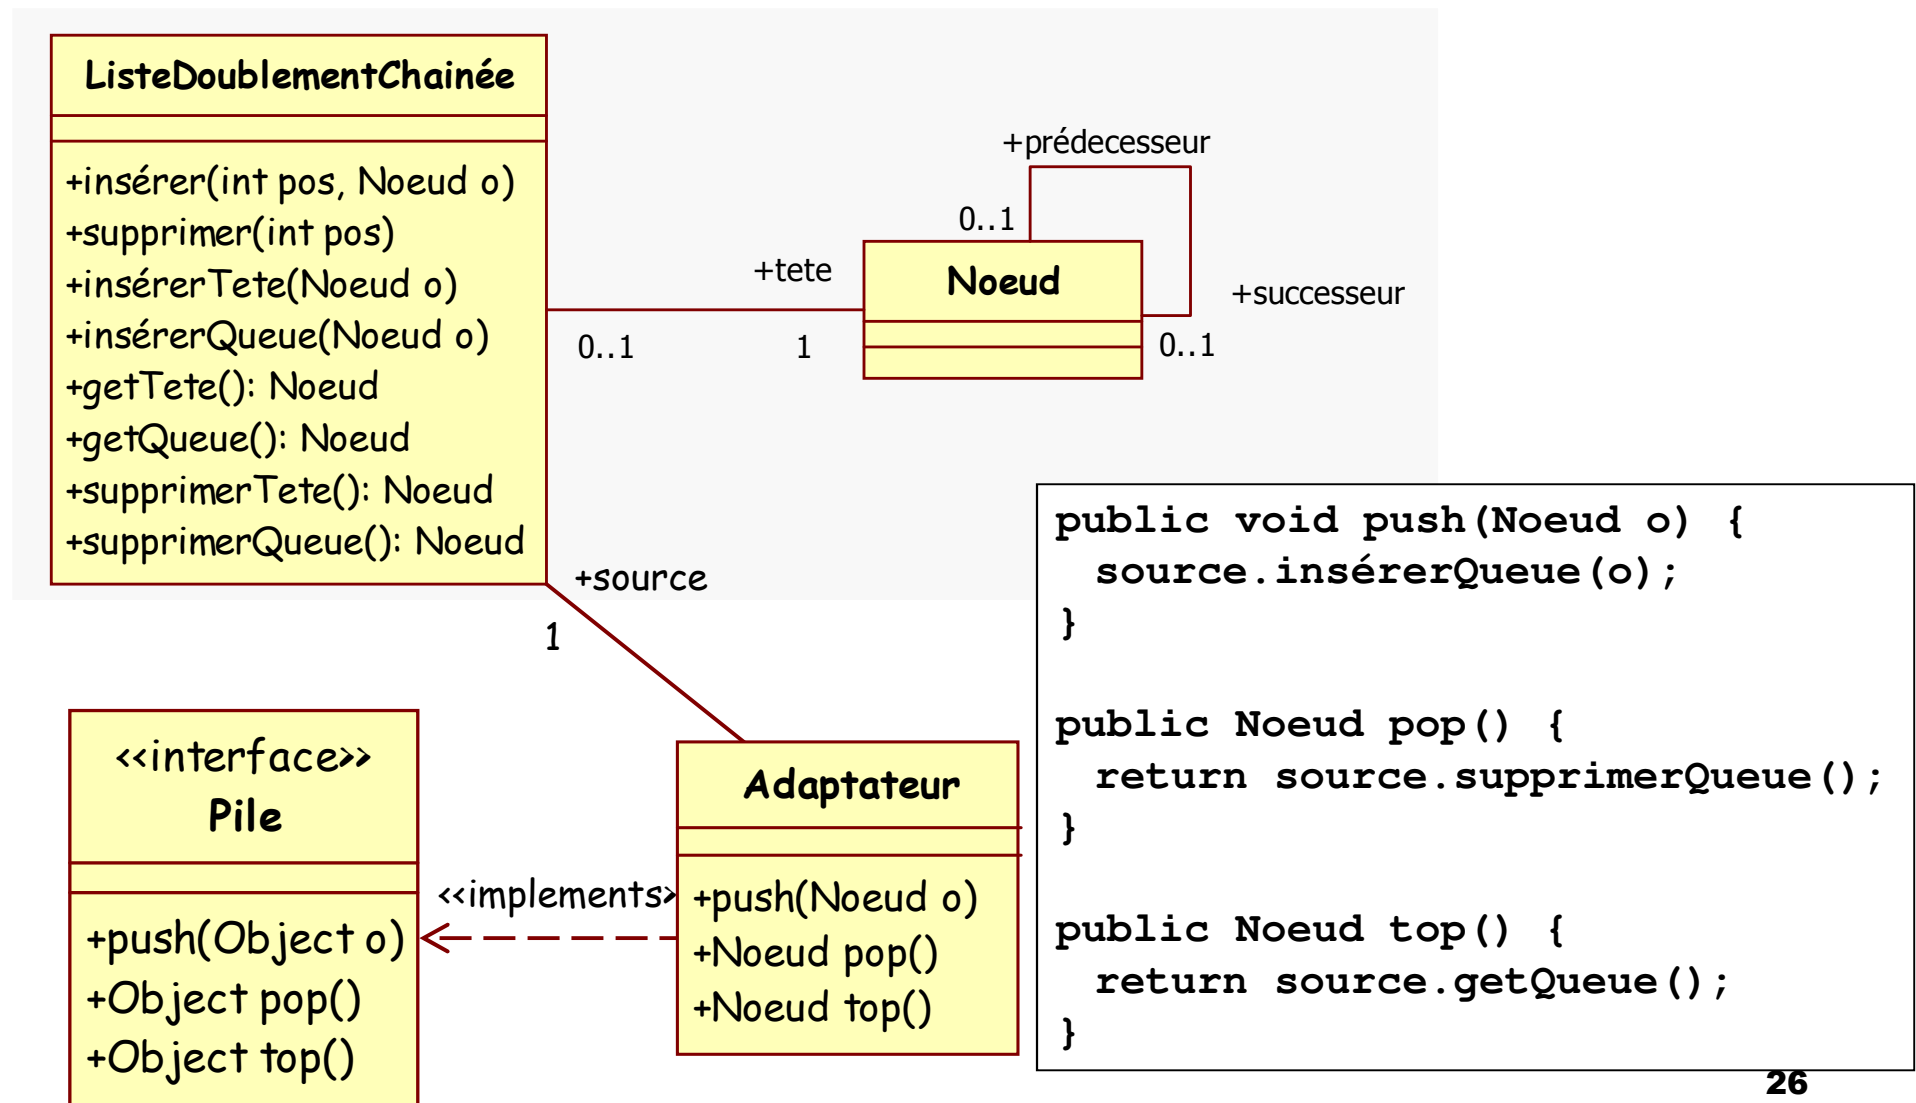 ListeDoublementChainée
+insérer(int pos, Noeud o)
+supprimer(int pos)
+insérerTete(Noeud o)
+insérerQueue(Noeud o)
+getTete(): Noeud
+getQueue(): Noeud
+supprimerTete(): Noeud
+supprimerQueue(): Noeud
+prédecesseur
0..1
+tete
Noeud
+successeur
0..1
1
0..1
+source
1
<<interface>>
Pile
+push(Object o)
+Object pop()
+Object top()
<<implements>
Adaptateur
+push(Noeud o)
+Noeud pop()
+Noeud top()
public void push(Noeud o) {
source.insérerQueue(o);
}
public Noeud pop() {
return source.supprimerQueue();
}
public Noeud top() {
return source.getQueue();
}
26